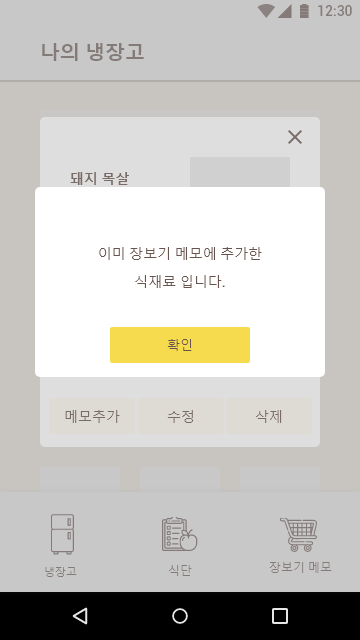 12:30
나의 냉장고
돼지 목살
이미 장보기 메모에 추가한
식재료 입니다.
확인
메모추가 수정 삭제
냉장고 식단 장보기 메모